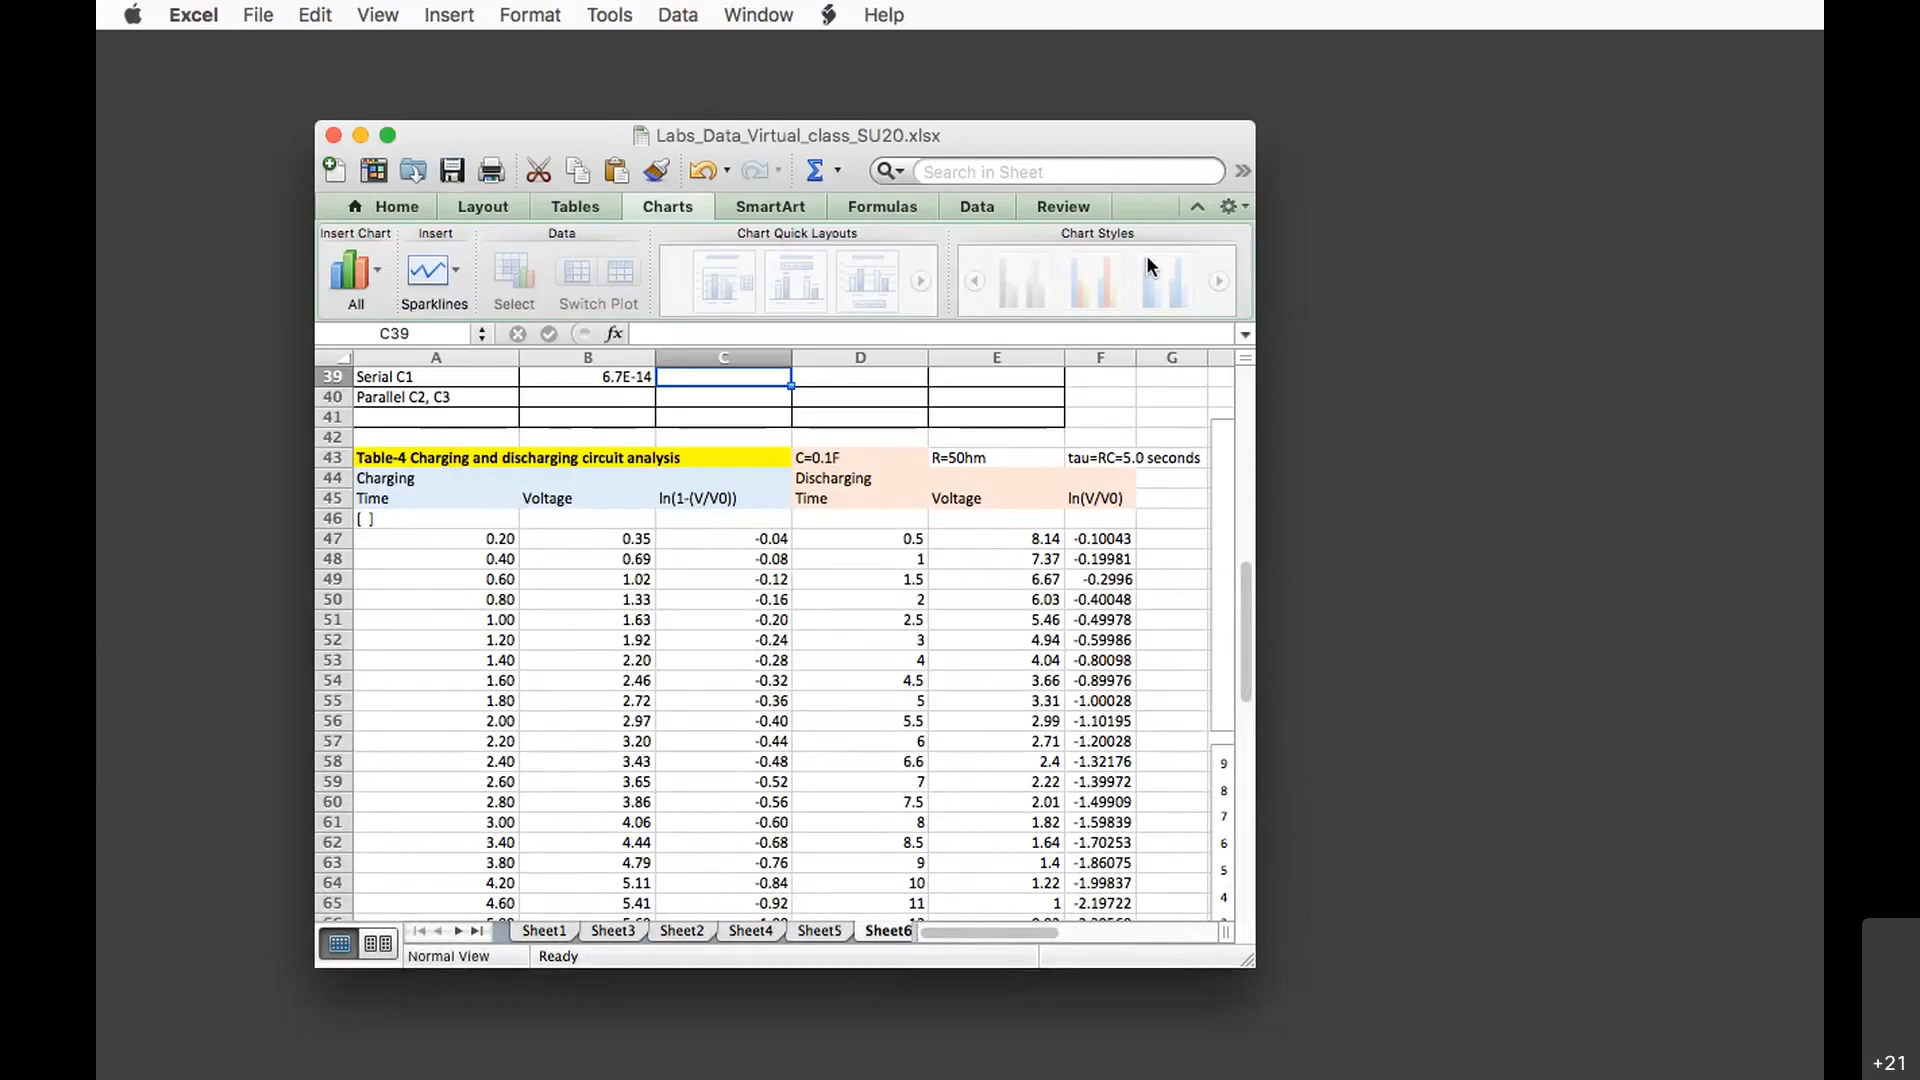 Excel File Edit View Insert Format Tools Data Window Help
Labs_Data_Virtual_class_SU20.xlsx
Search in Sheet
Home Layout Tables Charts SmartArt Formulas Data Review
Insert Chart Insert Data Chart Quick Layouts Chart Styles
All Sparklines Select Switch Plot
C39 fx
A B C D E F G
39 Serial C1 6.7E-14
40 Parallel C2, C3
41
42
43 Table-4 Charging and discharging circuit analysis C=0.1F R=50hm tau=RC=5.0 seconds
44 Charging Discharging
45 Time Voltage ln(1-(V/V0)) Time Voltage ln(V/V0)
46 [ ]
47 0.20 0.35 -0.04 0.5 8.14 -0.10043
48 0.40 0.69 -0.08 1 7.37 -0.19981
49 0.60 1.02 -0.12 1.5 6.67 -0.2996
50 0.80 1.33 -0.16 2 6.03 -0.40048
51 1.00 1.63 -0.20 2.5 5.46 -0.49978
52 1.20 1.92 -0.24 3 4.94 -0.59986
53 1.40 2.20 -0.28 4 4.04 -0.80098
54 1.60 2.46 -0.32 4.5 3.66 -0.89976
55 1.80 2.72 -0.36 5 3.31 -1.00028
56 2.00 2.97 -0.40 5.5 2.99 -1.10195
57 2.20 3.20 -0.44 6 2.71 -1.20028
58 2.40 3.43 -0.48 6.6 2.4 -1.32176 9
59 2.60 3.65 -0.52 7 2.22 -1.39972
60 2.80 3.86 -0.56 7.5 2.01 -1.49909 8
61 3.00 4.06 -0.60 8 1.82 -1.59839 7
62 3.40 4.44 -0.68 8.5 1.64 -1.70253 6
63 3.80 4.79 -0.76 9 1.4 -1.86075 5
64 4.20 5.11 -0.84 10 1.22 -1.99837
65 4.60 5.41 -0.92 11 1 -2.19722 4
Sheet1 Sheet3 Sheet2 Sheet4 Sheet5 Sheet6
Normal View Ready
+21